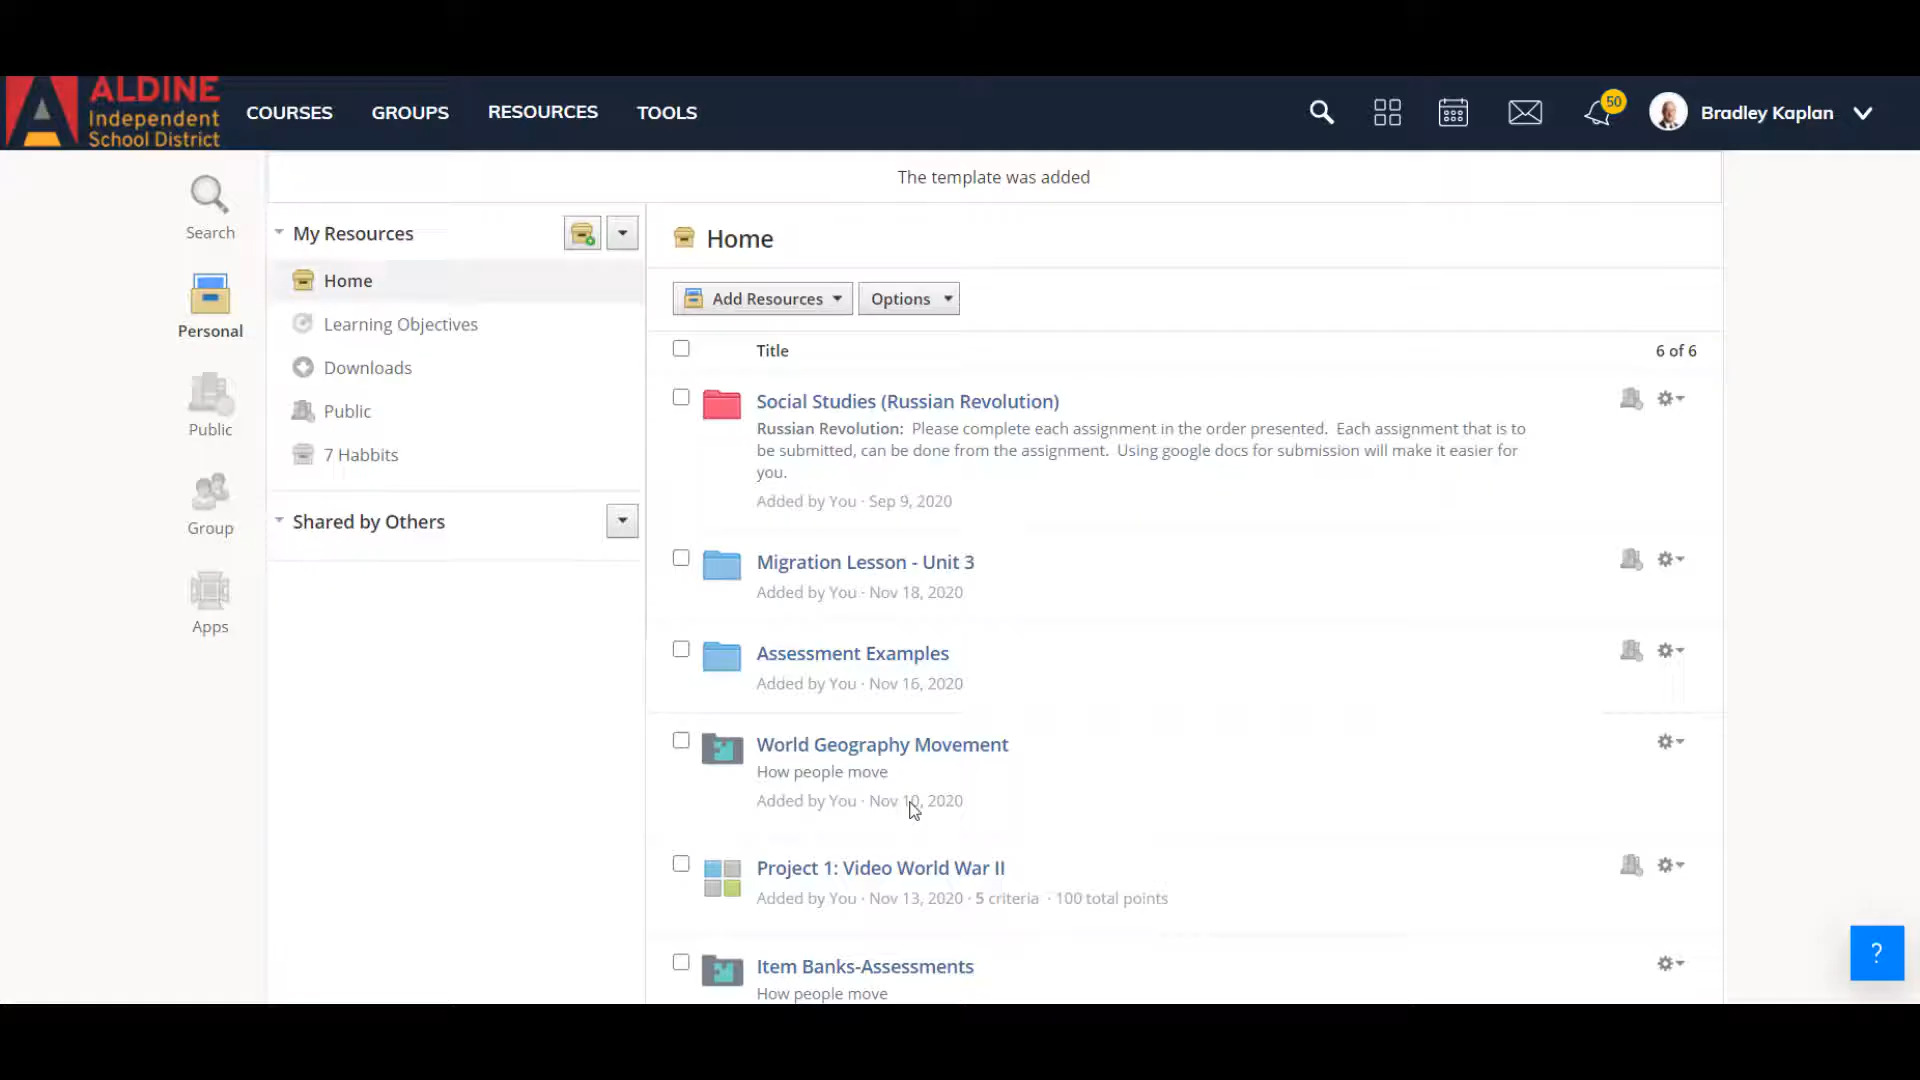 ALDINE
Independent
School District
COURSES
GROUPS
RESOURCES
TOOLS
50
Bradley Kaplan
The template was added
Search
Personal
Public
Group
Apps
My Resources
Home
Learning Objectives
Downloads
Public
7 Habbits
Shared by Others
Home
Add Resources
Options
Title
6 of 6
Social Studies (Russian Revolution)
Russian Revolution: Please complete each assignment in the order presented. Each assignment that is to
be submitted, can be done from the assignment. Using google docs for submission will make it easier for
you.
Added by You · Sep 9, 2020
Migration Lesson - Unit 3
Added by You · Nov 18, 2020
Assessment Examples
Added by You · Nov 16, 2020
World Geography Movement
How people move
Added by You · Nov 10, 2020
Project 1: Video World War II
Added by You · Nov 13, 2020 · 5 criteria · 100 total points
Item Banks-Assessments
How people move
?